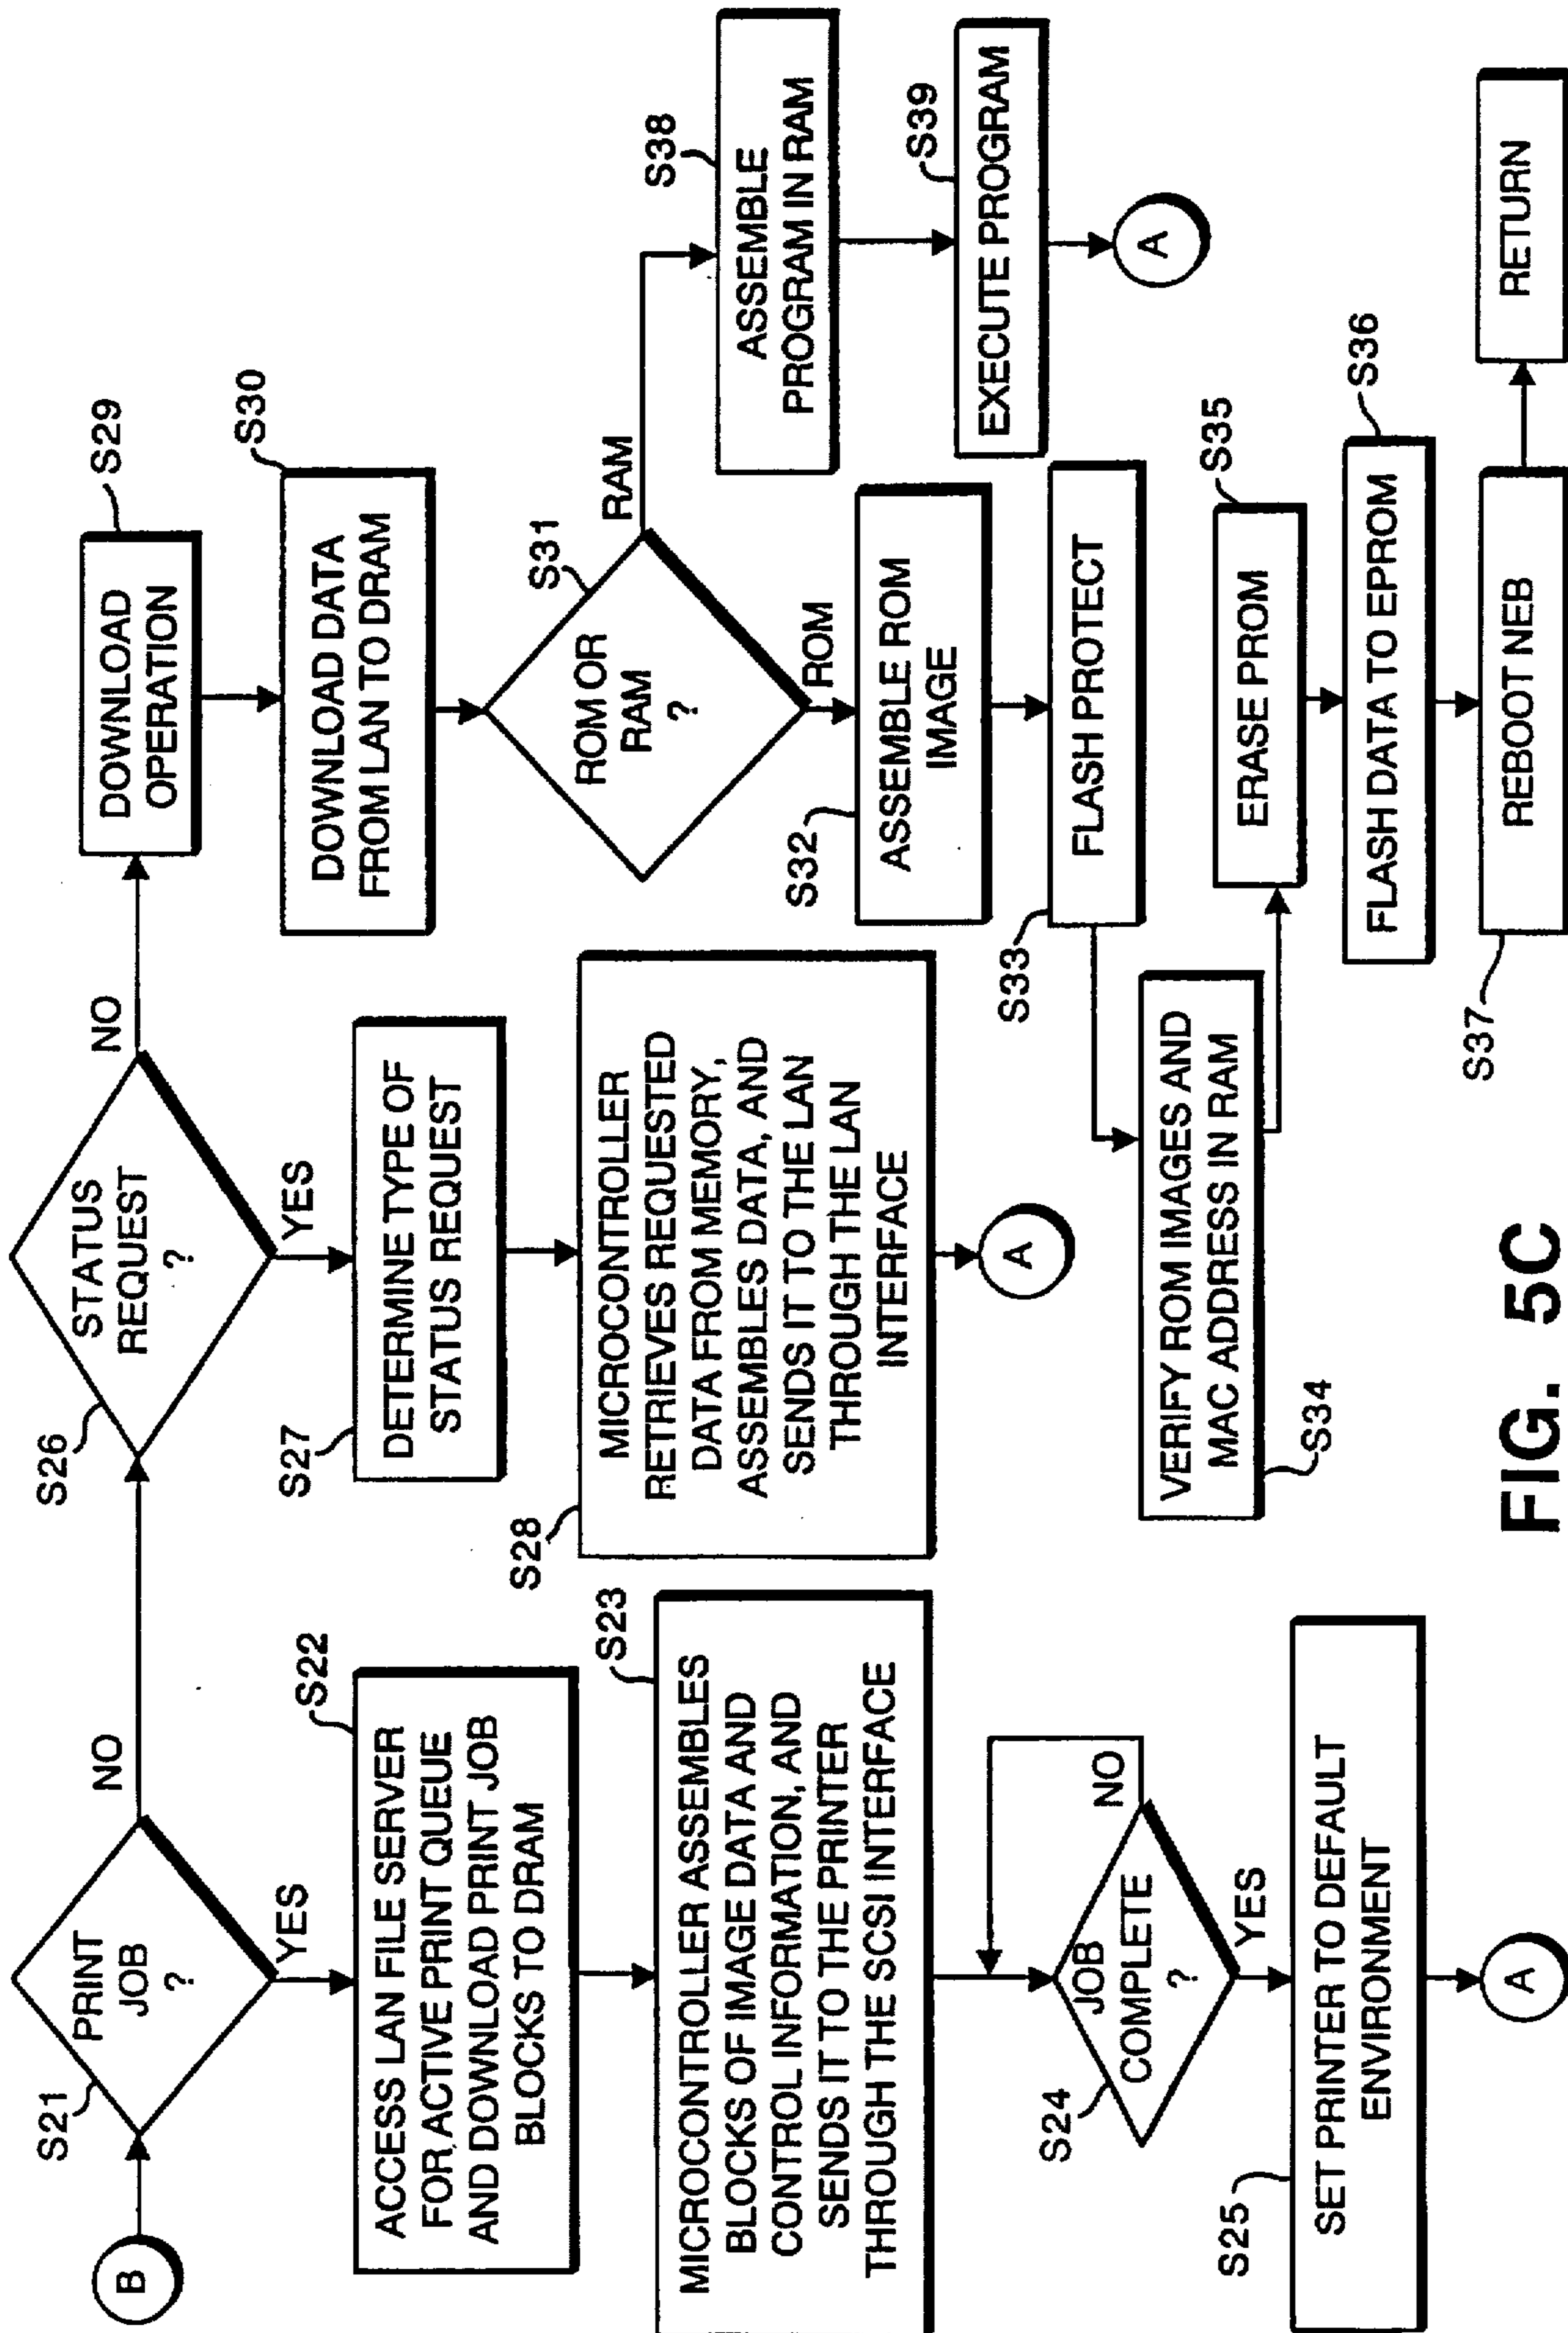 B
S21
PRINT
JOB
?
NO
YES
S22
ACCESS LAN FILE SERVER
FOR ACTIVE PRINT QUEUE
AND DOWNLOAD PRINT JOB
BLOCKS TO DRAM
S23
MICROCONTROLLER ASSEMBLES
BLOCKS OF IMAGE DATA AND
CONTROL INFORMATION, AND
SENDS IT TO THE PRINTER
THROUGH THE SCSI INTERFACE
S24
JOB
COMPLETE
?
NO
YES
S25
SET PRINTER TO DEFAULT
ENVIRONMENT
A
S26
STATUS
REQUEST
?
NO
YES
S27
DETERMINE TYPE OF
STATUS REQUEST
S28
MICROCONTROLLER
RETRIEVES REQUESTED
DATA FROM MEMORY,
ASSEMBLES DATA, AND
SENDS IT TO THE LAN
THROUGH THE LAN
INTERFACE
A
S29
DOWNLOAD
OPERATION
S30
DOWNLOAD DATA
FROM LAN TO DRAM
S31
ROM OR
RAM
?
RAM
ROM
S32
ASSEMBLE ROM
IMAGE
S33
FLASH PROTECT
VERIFY ROM IMAGES AND
MAC ADDRESS IN RAM
S34
S35
ERASE PROM
S36
FLASH DATA TO EPROM
S37
REBOOT NEB
RETURN
S38
ASSEMBLE
PROGRAM IN RAM
S39
EXECUTE PROGRAM
A
FIG. 5C